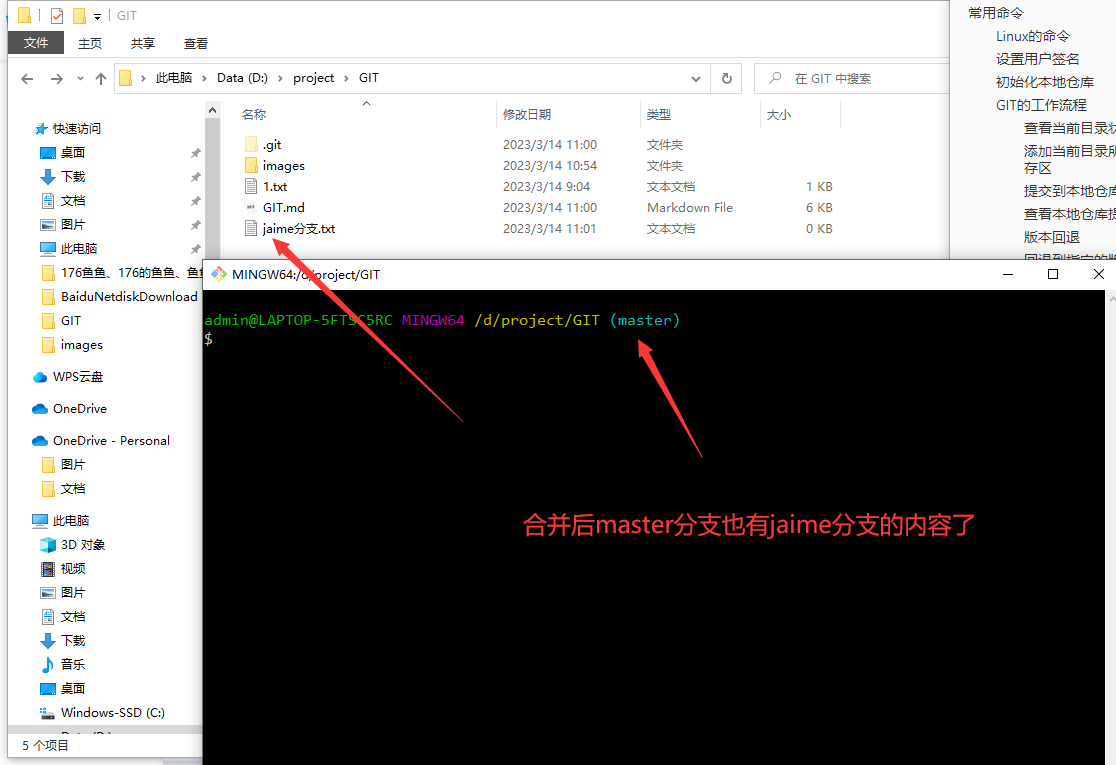 GIT
文件 主页 共享 查看
此电脑 Data (D:) project GIT
在 GIT 中搜索
名称 修改日期 类型 大小
.git 2023/3/14 11:00 文件夹
images 2023/3/14 10:54 文件夹
1.txt 2023/3/14 9:04 文本文档 1 KB
GIT.md 2023/3/14 11:00 Markdown File 6 KB
jaime分支.txt 2023/3/14 11:01 文本文档 0 KB
快速访问
桌面
下载
文档
图片
此电脑
176鱼鱼、176的鱼鱼、鱼
BaiduNetdiskDownload
GIT
images
WPS云盘
OneDrive
OneDrive - Personal
图片
文档
此电脑
3D 对象
视频
图片
文档
下载
音乐
桌面
Windows-SSD (C:)
5 个项目
常用命令
Linux的命令
设置用户签名
初始化本地仓库
GIT的工作流程
查看当前目录状
添加当前目录所
存区
提交到本地仓库
查看本地仓库提
版本回退
MINGW64:/d/project/GIT
admin@LAPTOP-5FT5C5RC MINGW64 /d/project/GIT (master)
$
合并后master分支也有jaime分支的内容了